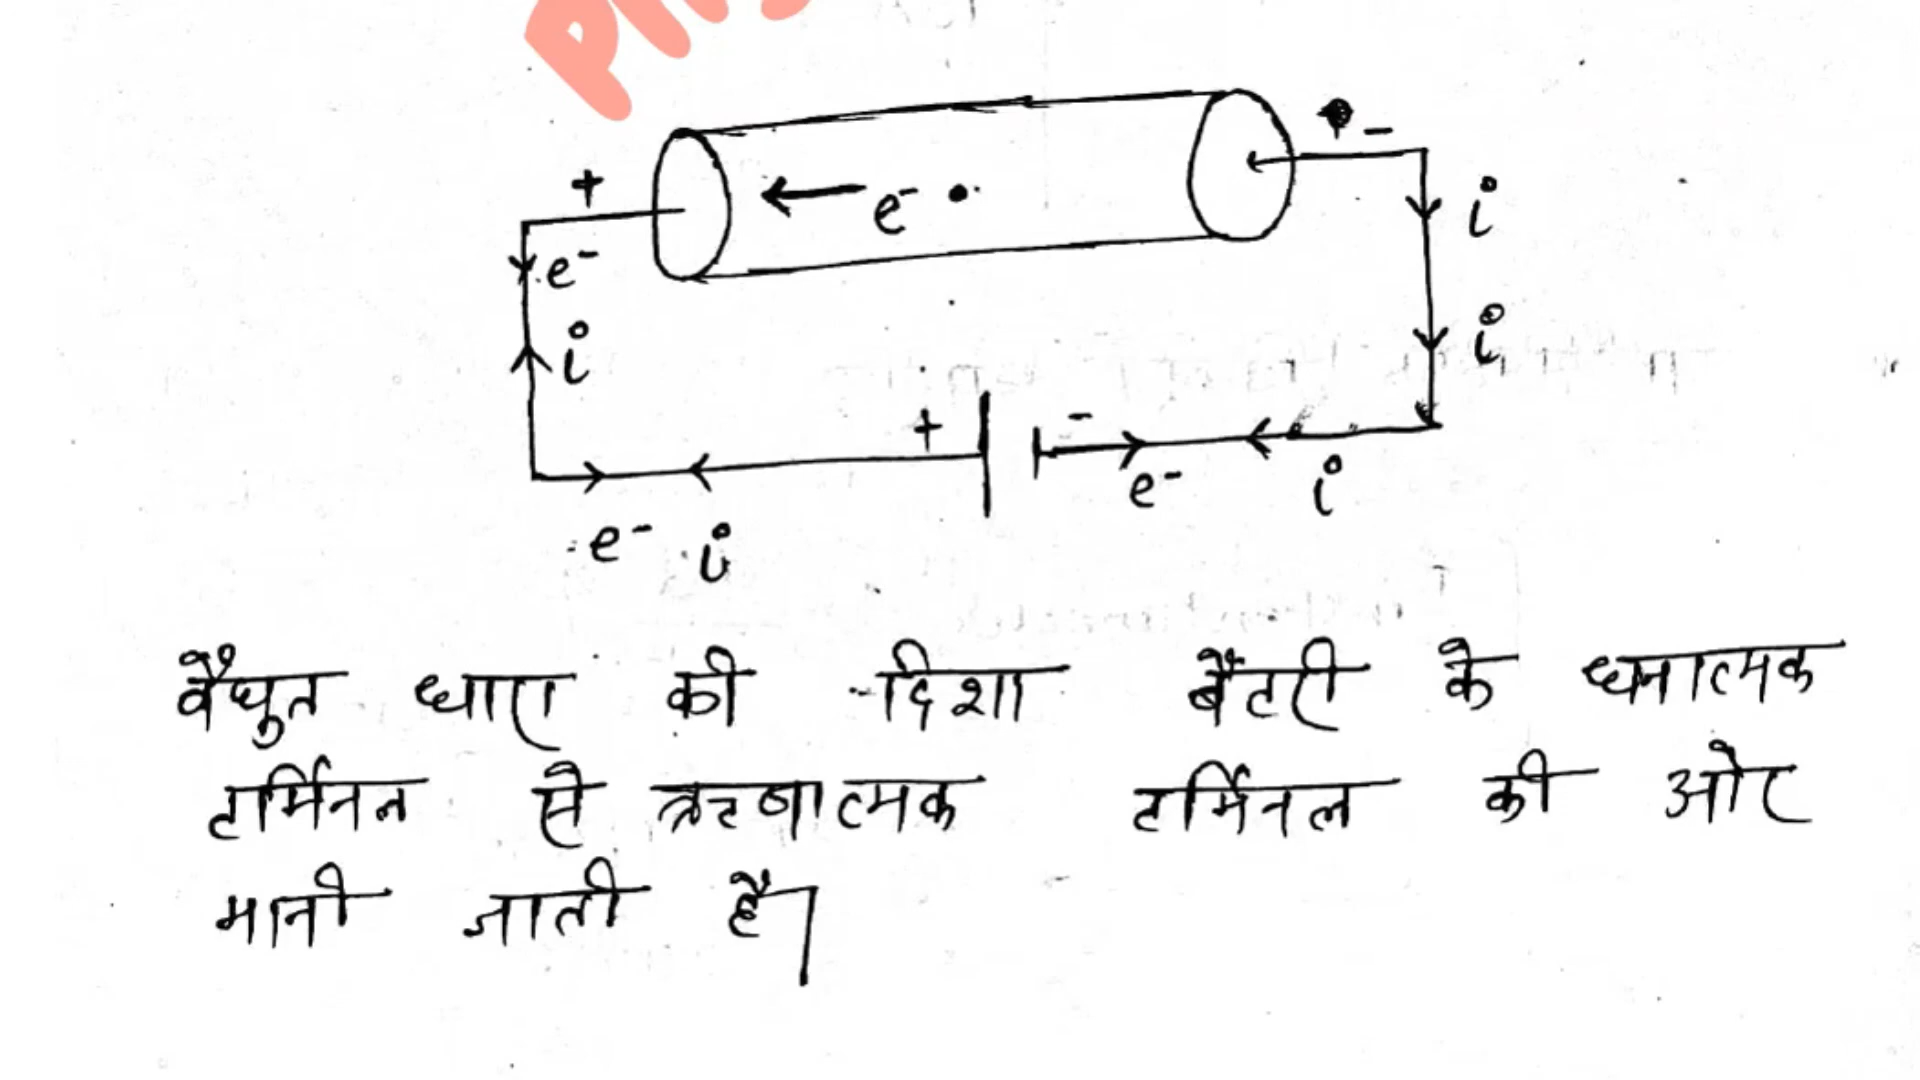 +
-
e⁻
i
e⁻
i
i
+
-
e⁻
i
e⁻ i
वैद्युत धारा की दिशा बैटरी के धनात्मक
टर्मिनल से ऋणात्मक टर्मिनल की ओर
मानी जाती है।